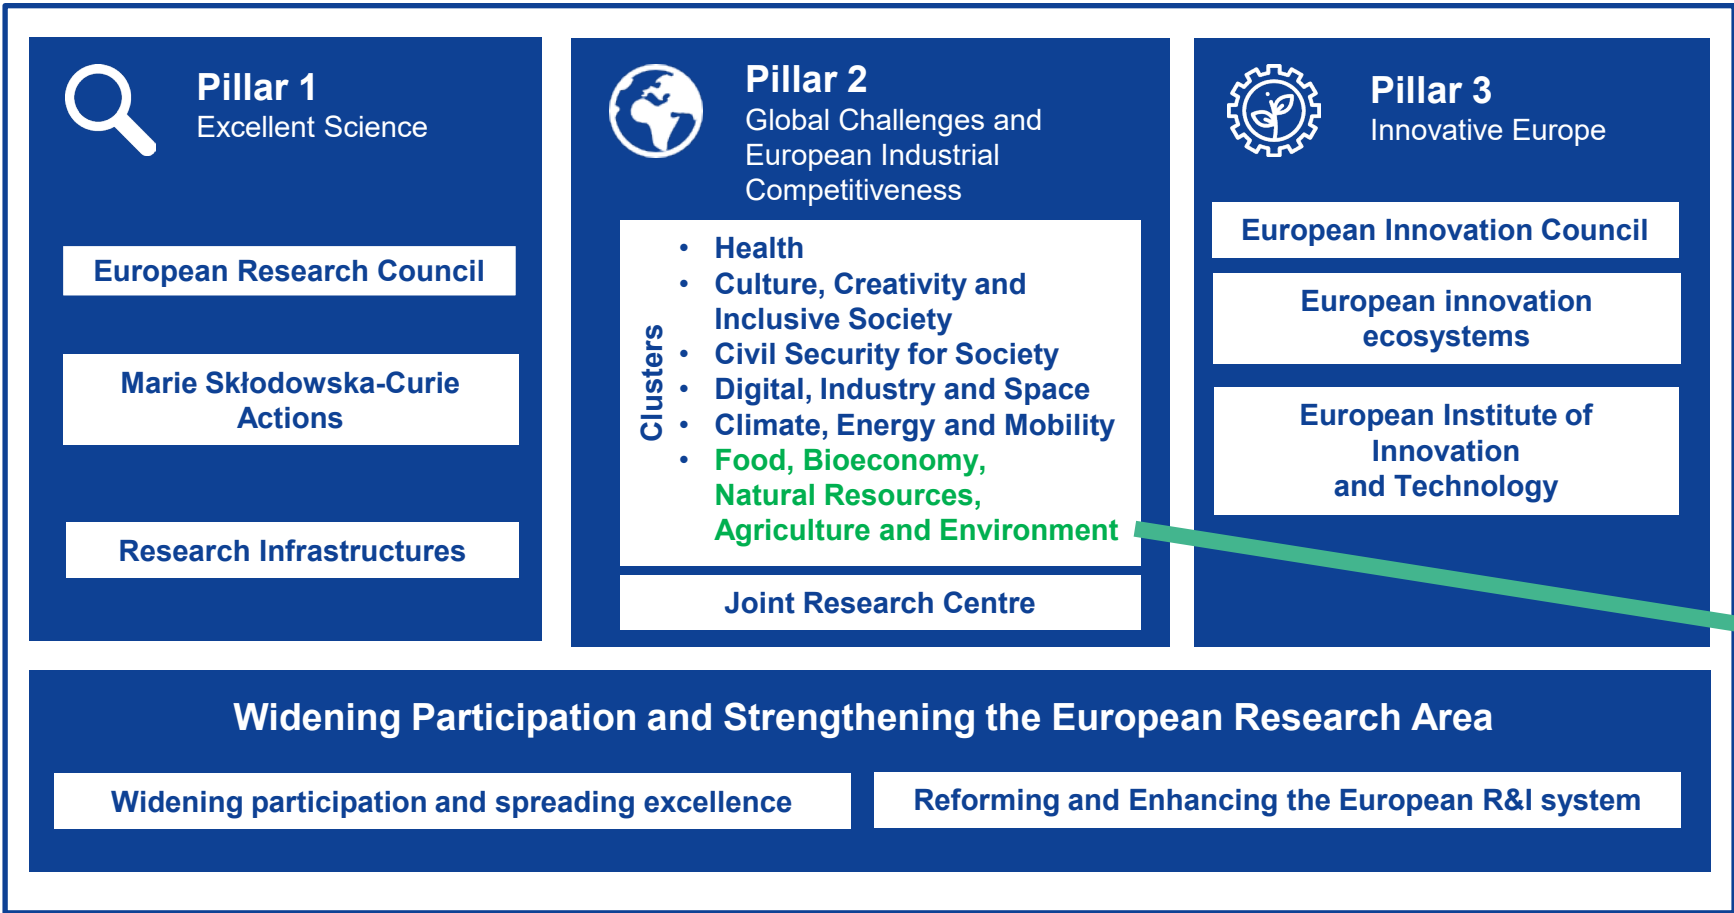 Pillar 1
Excellent Science
European Research Council
Marie Skłodowska-Curie
Actions
Research Infrastructures
Pillar 2
Global Challenges and
European Industrial
Competitiveness
Clusters
• Health
• Culture, Creativity and
Inclusive Society
• Civil Security for Society
• Digital, Industry and Space
• Climate, Energy and Mobility
• Food, Bioeconomy,
Natural Resources,
Agriculture and Environment
Joint Research Centre
Pillar 3
Innovative Europe
European Innovation Council
European innovation
ecosystems
European Institute of
Innovation
and Technology
Widening Participation and Strengthening the European Research Area
Widening participation and spreading excellence
Reforming and Enhancing the European R&I system